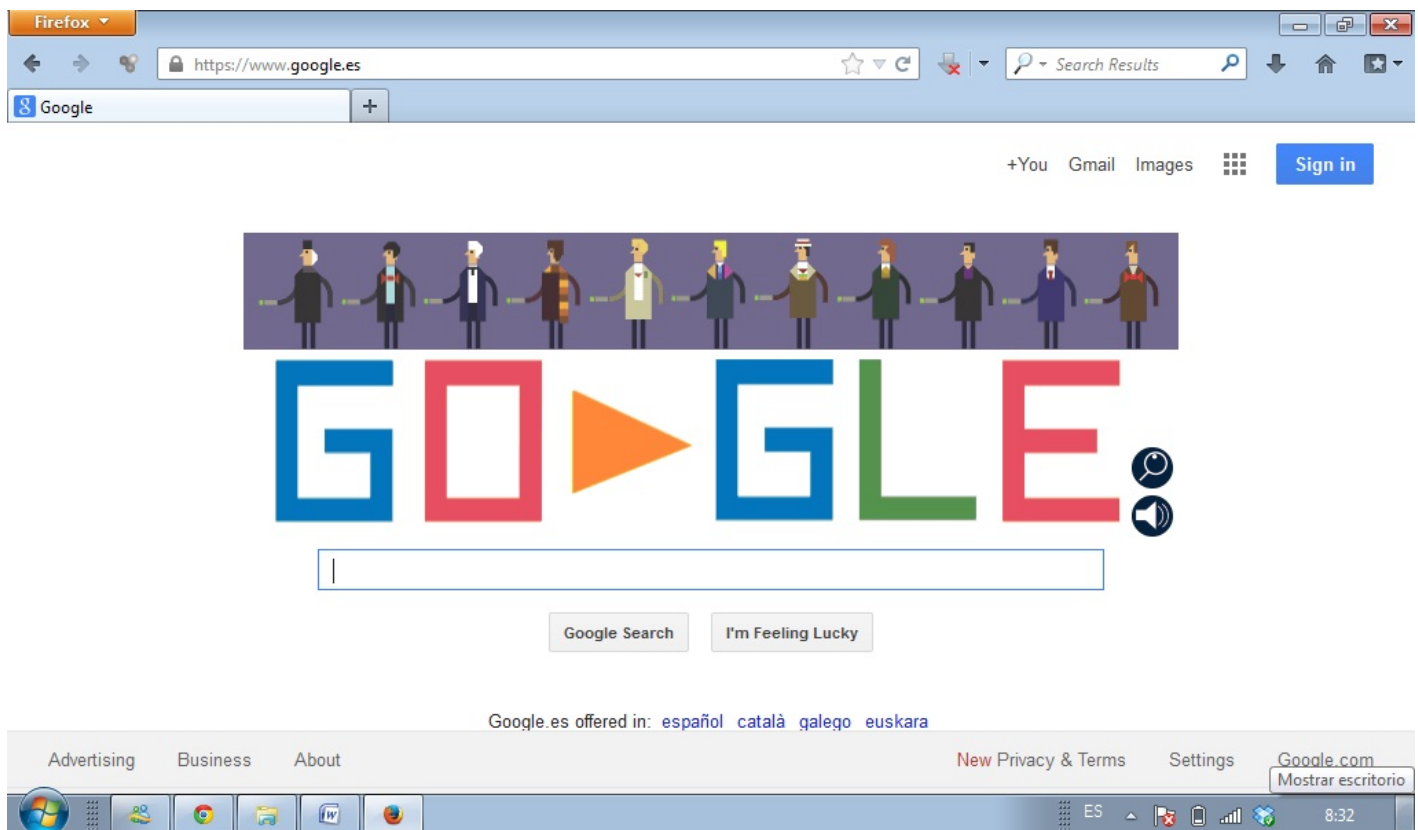 Firefox
https://www.google.es
Search Results
Google
+You Gmail Images Sign in
GO GLE
Google Search I'm Feeling Lucky
Google.es offered in: español català galego euskara
Advertising Business About New Privacy & Terms Settings Google.com
Mostrar escritorio
ES 8:32